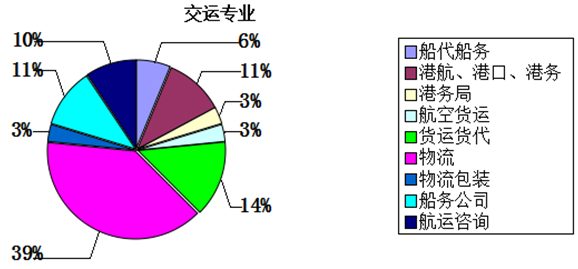 交运专业
10%
6%
11%
11%
3%
3%
3%
14%
39%
船代船务
港航、港口、港务
港务局
航空货运
货运货代
物流
物流包装
船务公司
航运咨询